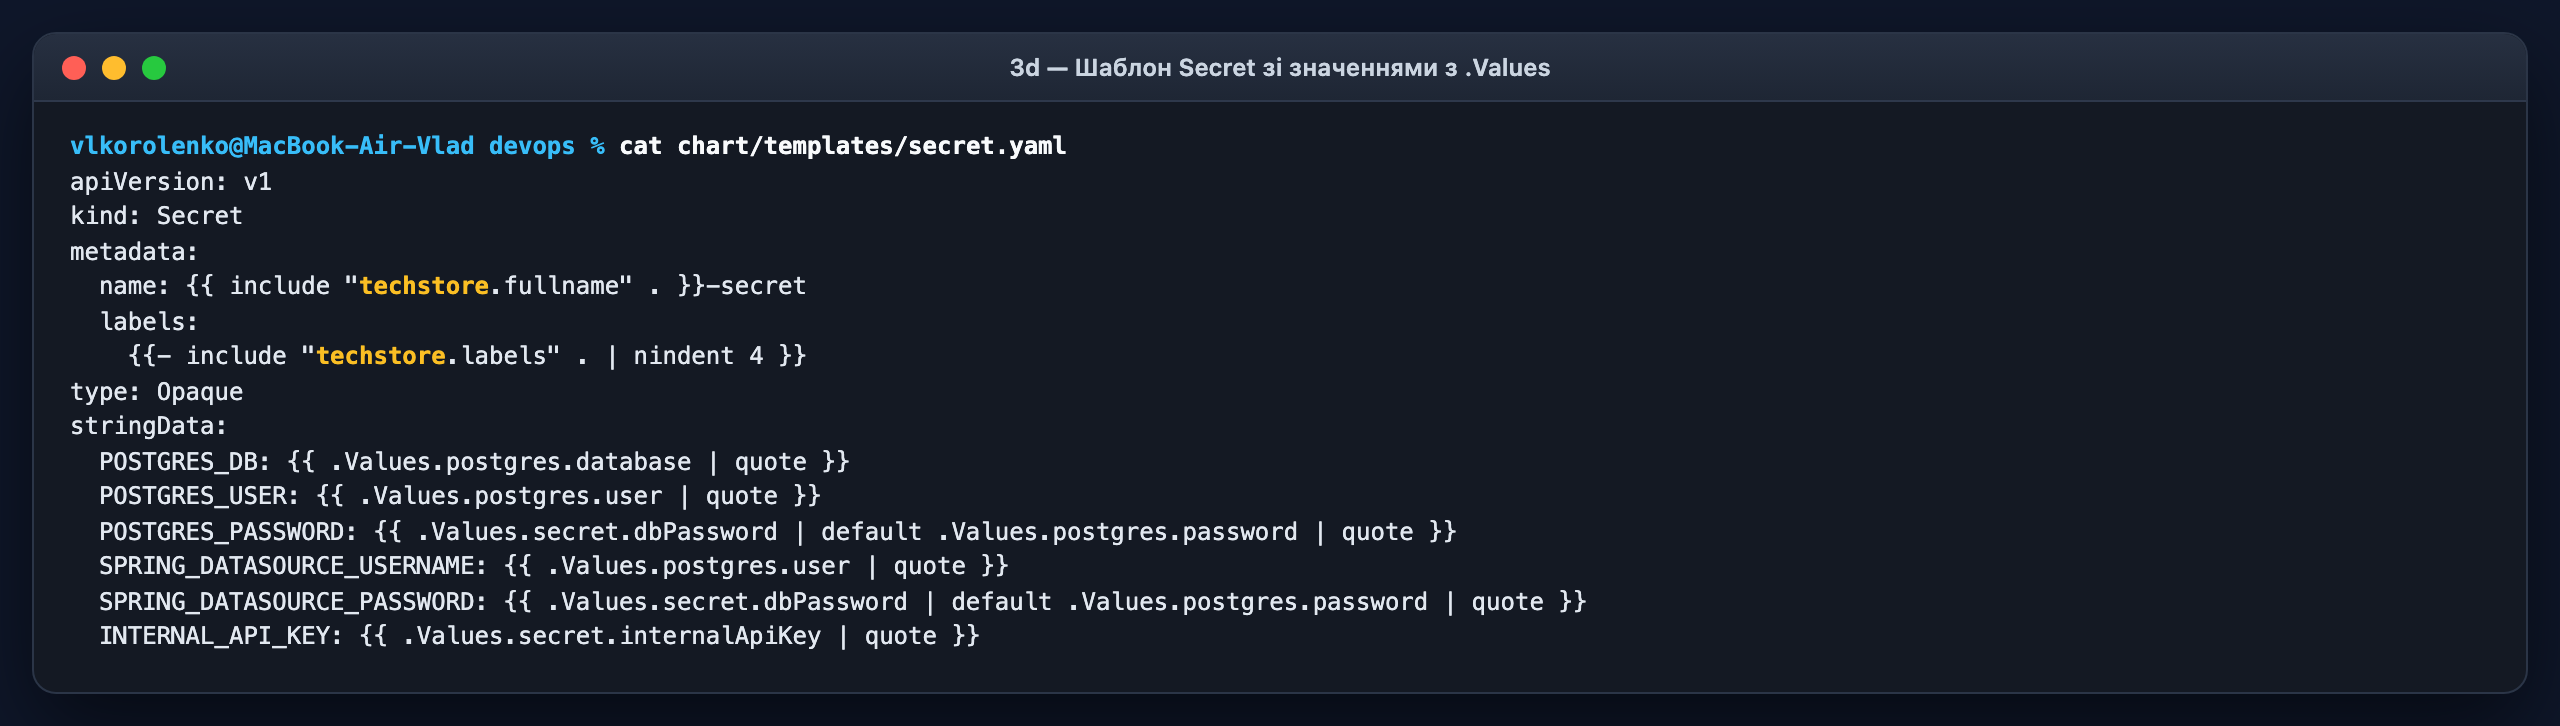 3d — Шаблон Secret зі значеннями з .Values
vlkorolenko@MacBook-Air-Vlad devops % cat chart/templates/secret.yaml
apiVersion: v1
kind: Secret
metadata:
  name: {{ include "techstore.fullname" . }}-secret
  labels:
    {{- include "techstore.labels" . | nindent 4 }}
type: Opaque
stringData:
  POSTGRES_DB: {{ .Values.postgres.database | quote }}
  POSTGRES_USER: {{ .Values.postgres.user | quote }}
  POSTGRES_PASSWORD: {{ .Values.secret.dbPassword | default .Values.postgres.password | quote }}
  SPRING_DATASOURCE_USERNAME: {{ .Values.postgres.user | quote }}
  SPRING_DATASOURCE_PASSWORD: {{ .Values.secret.dbPassword | default .Values.postgres.password | quote }}
  INTERNAL_API_KEY: {{ .Values.secret.internalApiKey | quote }}